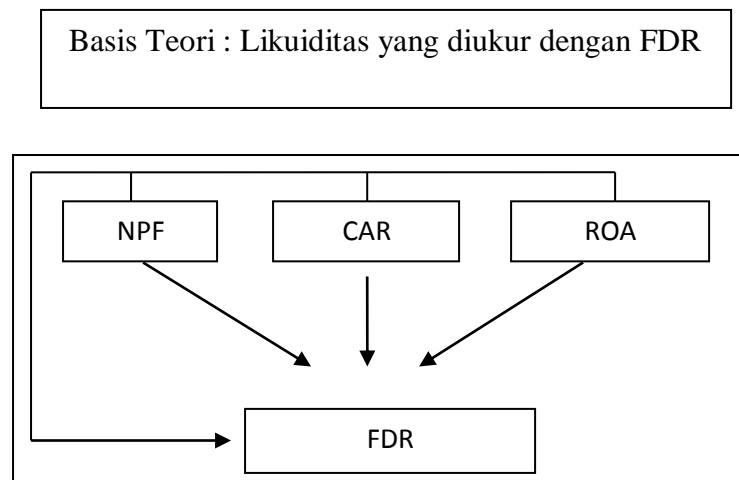 Basis Teori : Likuiditas yang diukur dengan FDR
NPF
CAR
ROA
FDR